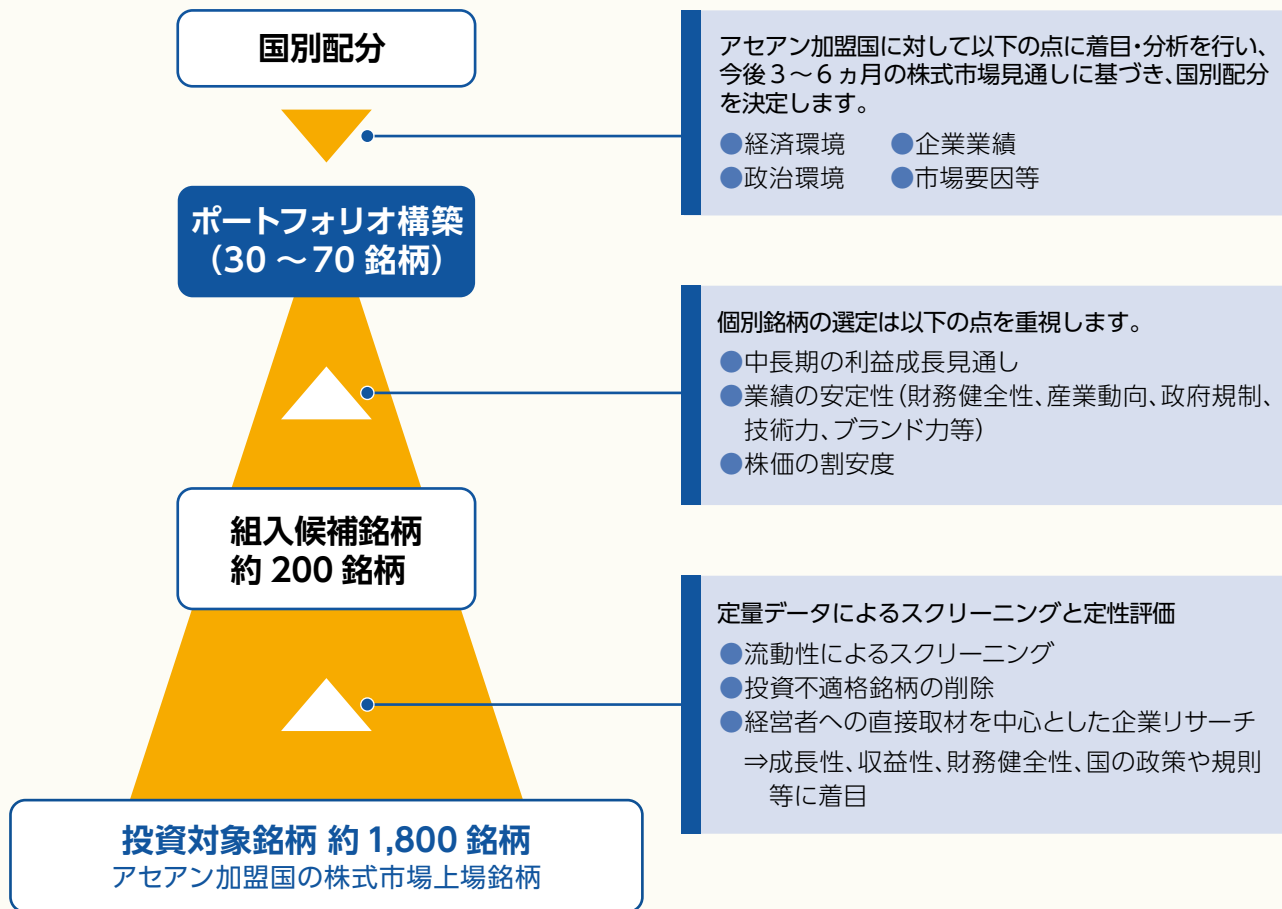 国別配分
アセアン加盟国に対して以下の点に着目・分析を行い、
今後3～6ヵ月の株式市場見通しに基づき、国別配分
を決定します。
●経済環境 ●企業業績
●政治環境 ●市場要因等
ポートフォリオ構築
（30～70銘柄）
個別銘柄の選定は以下の点を重視します。
●中長期の利益成長見通し
●業績の安定性（財務健全性、産業動向、政府規制、
技術力、ブランド力等）
●株価の割安度
組入候補銘柄
約200銘柄
定量データによるスクリーニングと定性評価
●流動性によるスクリーニング
●投資不適格銘柄の削除
●経営者への直接取材を中心とした企業リサーチ
⇒成長性、収益性、財務健全性、国の政策や規則
等に着目
投資対象銘柄 約1,800銘柄
アセアン加盟国の株式市場上場銘柄